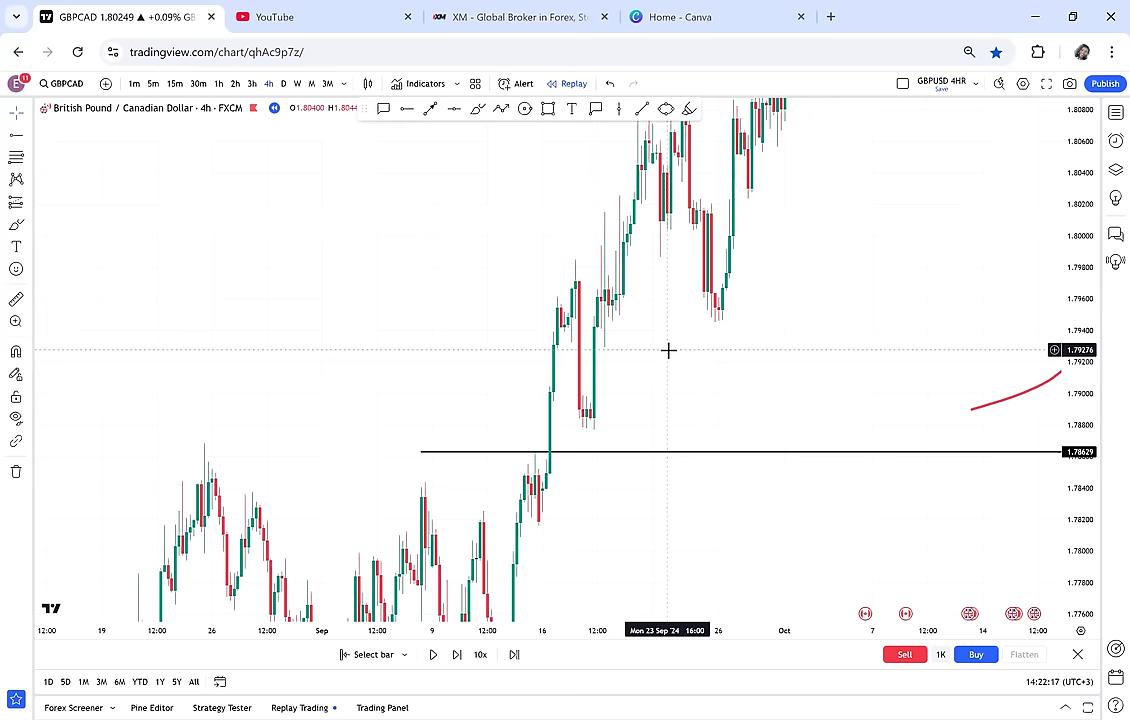 GBPCAD 1.80249 ▲ +0.09% GB
YouTube
XM - Global Broker in Forex, St
Home - Canva
tradingview.com/chart/qhAc9p7z/
E 11
GBPCAD
1m 5m 15m 30m 1h 2h 3h 4h D W M 3M
Indicators
Alert
Replay
GBPUSD 4HR
Save
Publish
British Pound / Canadian Dollar · 4h · FXCM
O1.80400 H1.8044
1.80800
1.80600
1.80400
1.80200
1.80000
1.79800
1.79600
1.79400
1.79276
1.79200
1.79000
1.78800
1.78629
1.78400
1.78200
1.78000
1.77800
1.77600
12:00 19 12:00 26 12:00 Sep 12:00 9 12:00 16 12:00 Mon 23 Sep '24 16:00 26 Oct 7 12:00 14 12:00
Select bar
10x
Sell
1K
Buy
Flatten
1D 5D 1M 3M 6M YTD 1Y 5Y All
14:22:17 (UTC+3)
Forex Screener
Pine Editor
Strategy Tester
Replay Trading
Trading Panel